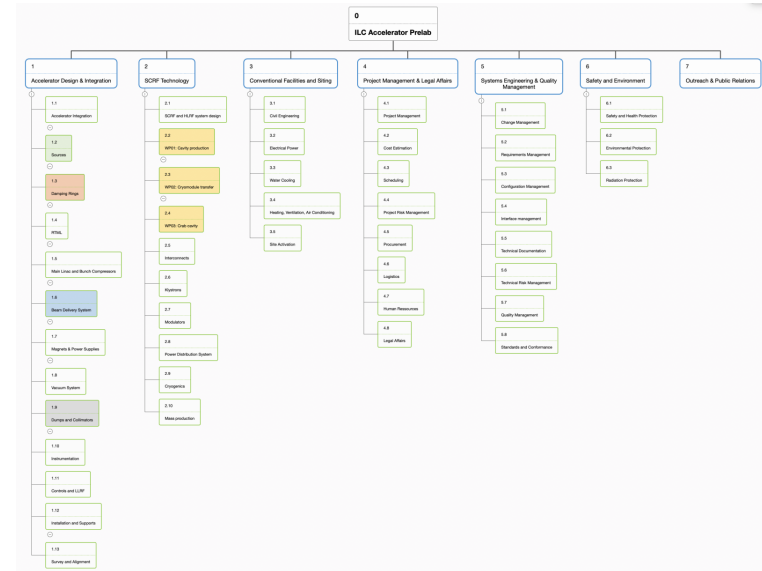 0
ILC Accelerator Prelab
1
Accelerator Design & Integration
1.1
Accelerator Integration
1.2
Sources
1.3
Damping Rings
1.4
RTML
1.5
Main Linac and Bunch Compressors
1.6
Beam Delivery System
1.7
Magnets & Power Supplies
1.8
Vacuum System
1.9
Dumps and Collimators
1.10
Instrumentation
1.11
Controls and LLRF
1.12
Installation and Supports
1.13
Survey and Alignment
2
SCRF Technology
2.1
SCRF and HLRF system design
2.2
WP01: Cavity production
2.3
WP02: Cryomodule transfer
2.4
WP03: Crab cavity
2.5
Interconnects
2.6
Klystrons
2.7
Modulators
2.8
Power Distribution System
2.9
Cryogenics
2.10
Mass production
3
Conventional Facilities and Siting
3.1
Civil Engineering
3.2
Electrical Power
3.3
Water Cooling
3.4
Heating, Ventilation, Air Conditioning
3.5
Site Activation
4
Project Management & Legal Affairs
4.1
Project Management
4.2
Cost Estimation
4.3
Scheduling
4.4
Project Risk Management
4.5
Procurement
4.6
Logistics
4.7
Human Ressources
4.8
Legal Affairs
5
Systems Engineering & Quality
Management
5.1
Change Management
5.2
Requirements Management
5.3
Configuration Management
5.4
Interface management
5.5
Technical Documentation
5.6
Technical Risk Management
5.7
Quality Management
5.8
Standards and Conformance
6
Safety and Environment
6.1
Safety and Health Protection
6.2
Environmental Protection
6.3
Radiation Protection
7
Outreach & Public Relations